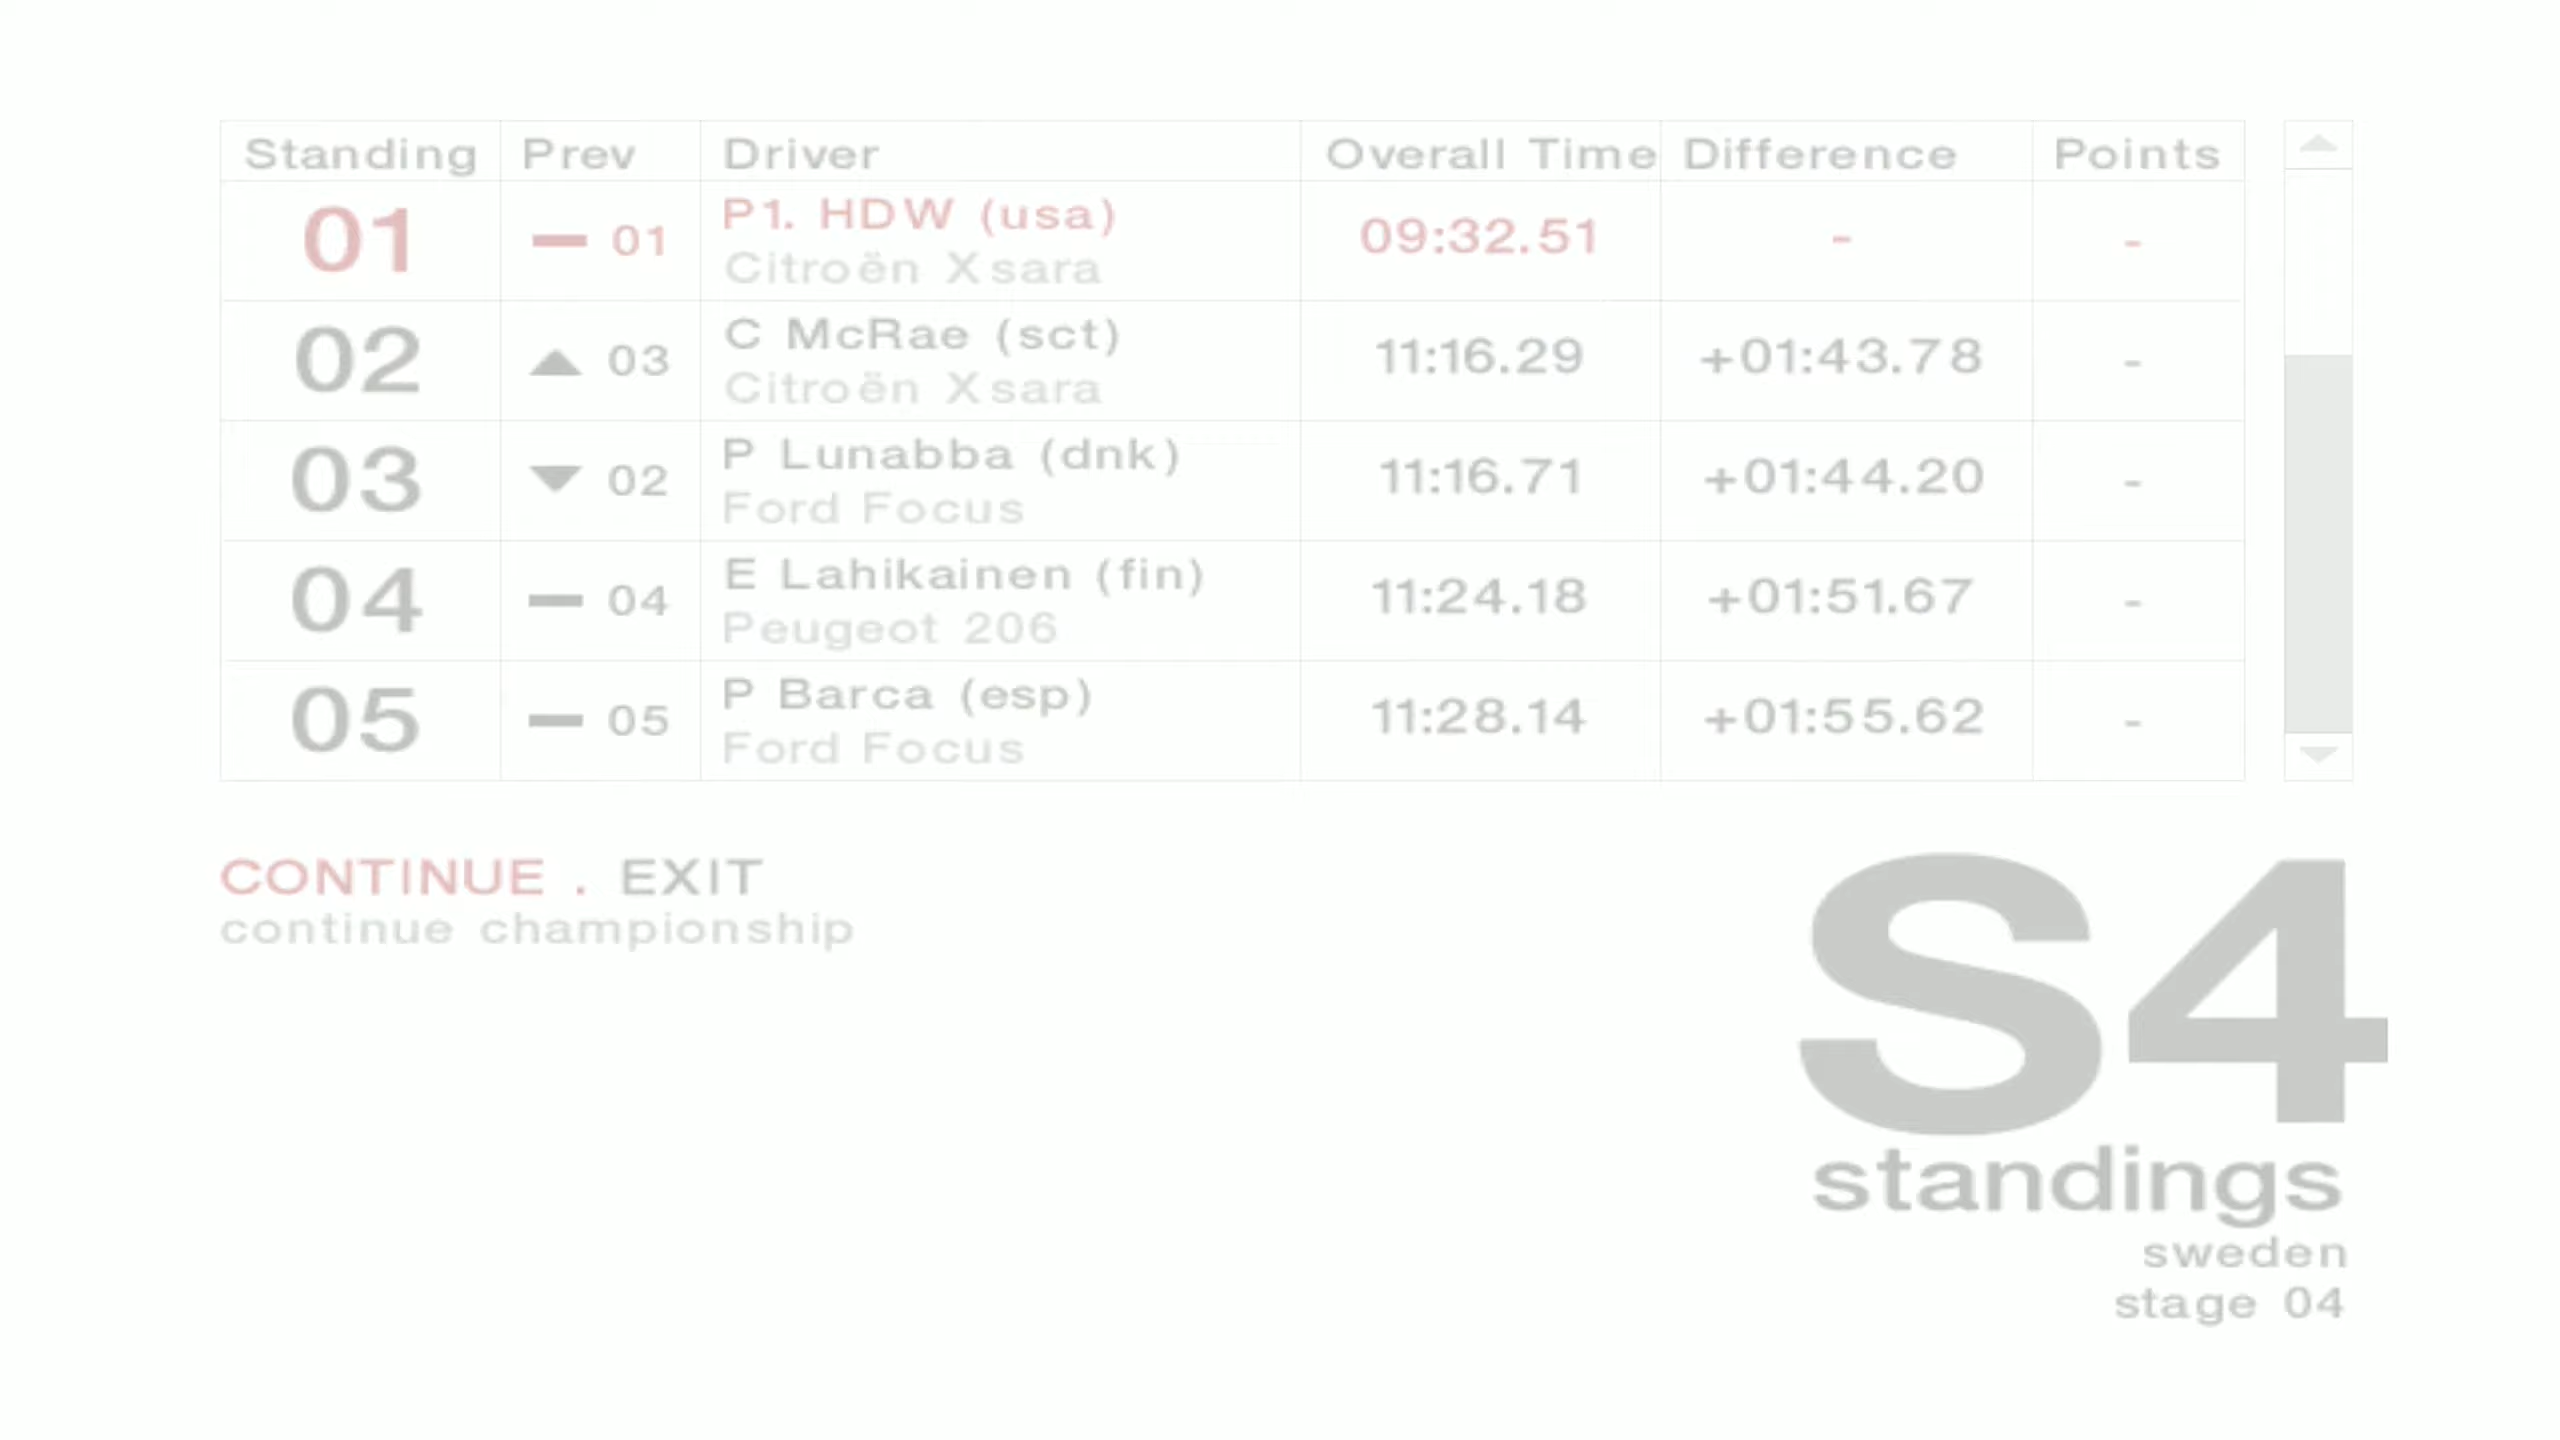 Standing Prev Driver Overall Time Difference Points
01 01 P1. HDW (usa) 09:32.51 - -
Citroën Xsara
02 03 C McRae (sct) 11:16.29 +01:43.78 -
Citroën Xsara
03 02 P Lunabba (dnk) 11:16.71 +01:44.20 -
Ford Focus
04 04 E Lahikainen (fin) 11:24.18 +01:51.67 -
Peugeot 206
05 05 P Barca (esp) 11:28.14 +01:55.62 -
Ford Focus
CONTINUE . EXIT
continue championship
S4
standings
sweden
stage 04